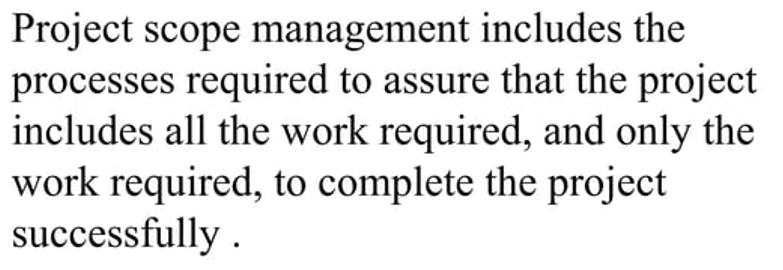 Project scope management includes the
processes required to assure that the project
includes all the work required, and only the
work required, to complete the project
successfully .